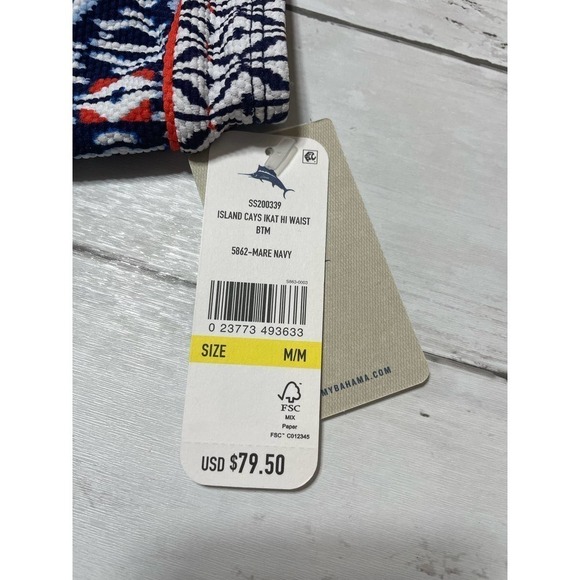 SS200339
ISLAND CAYS IKAT HI WAIST
BTM
5862-MARE NAVY
0 23773 493633
SIZE M/M
FSC
MIX
Paper
FSC™ C012345
USD $79.50
MYBAHAMA.COM